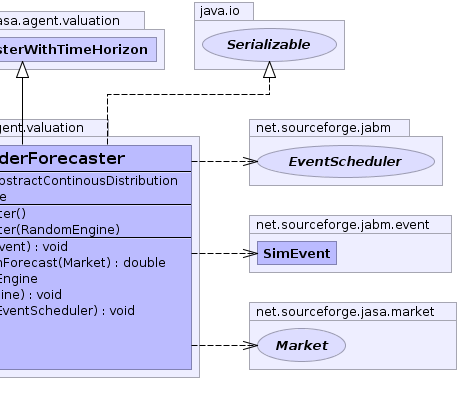 asa.agent.valuation
sterWithTimeHorizon
java.io
Serializable
gent.valuation
derForecaster
bstractContinousDistribution
e
ter()
ter(RandomEngine)
vent) : void
nForecast(Market) : double
Engine
ine) : void
EventScheduler) : void
net.sourceforge.jabm
EventScheduler
net.sourceforge.jabm.event
SimEvent
net.sourceforge.jasa.market
Market